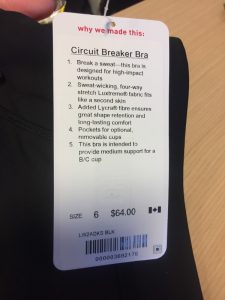 why we made this:
Circuit Breaker Bra
1. Break a sweat—this bra is
designed for high-impact
workouts
2. Sweat-wicking, four-way
stretch Luxtreme® fabric fits
like a second skin
3. Added Lycra® fibre ensures
great shape retention and
long-lasting comfort
4. Pockets for optional,
removable cups
5. This bra is intended to
provide medium support for a
B/C cup
SIZE 6 $64.00
LW2ADKS BLK